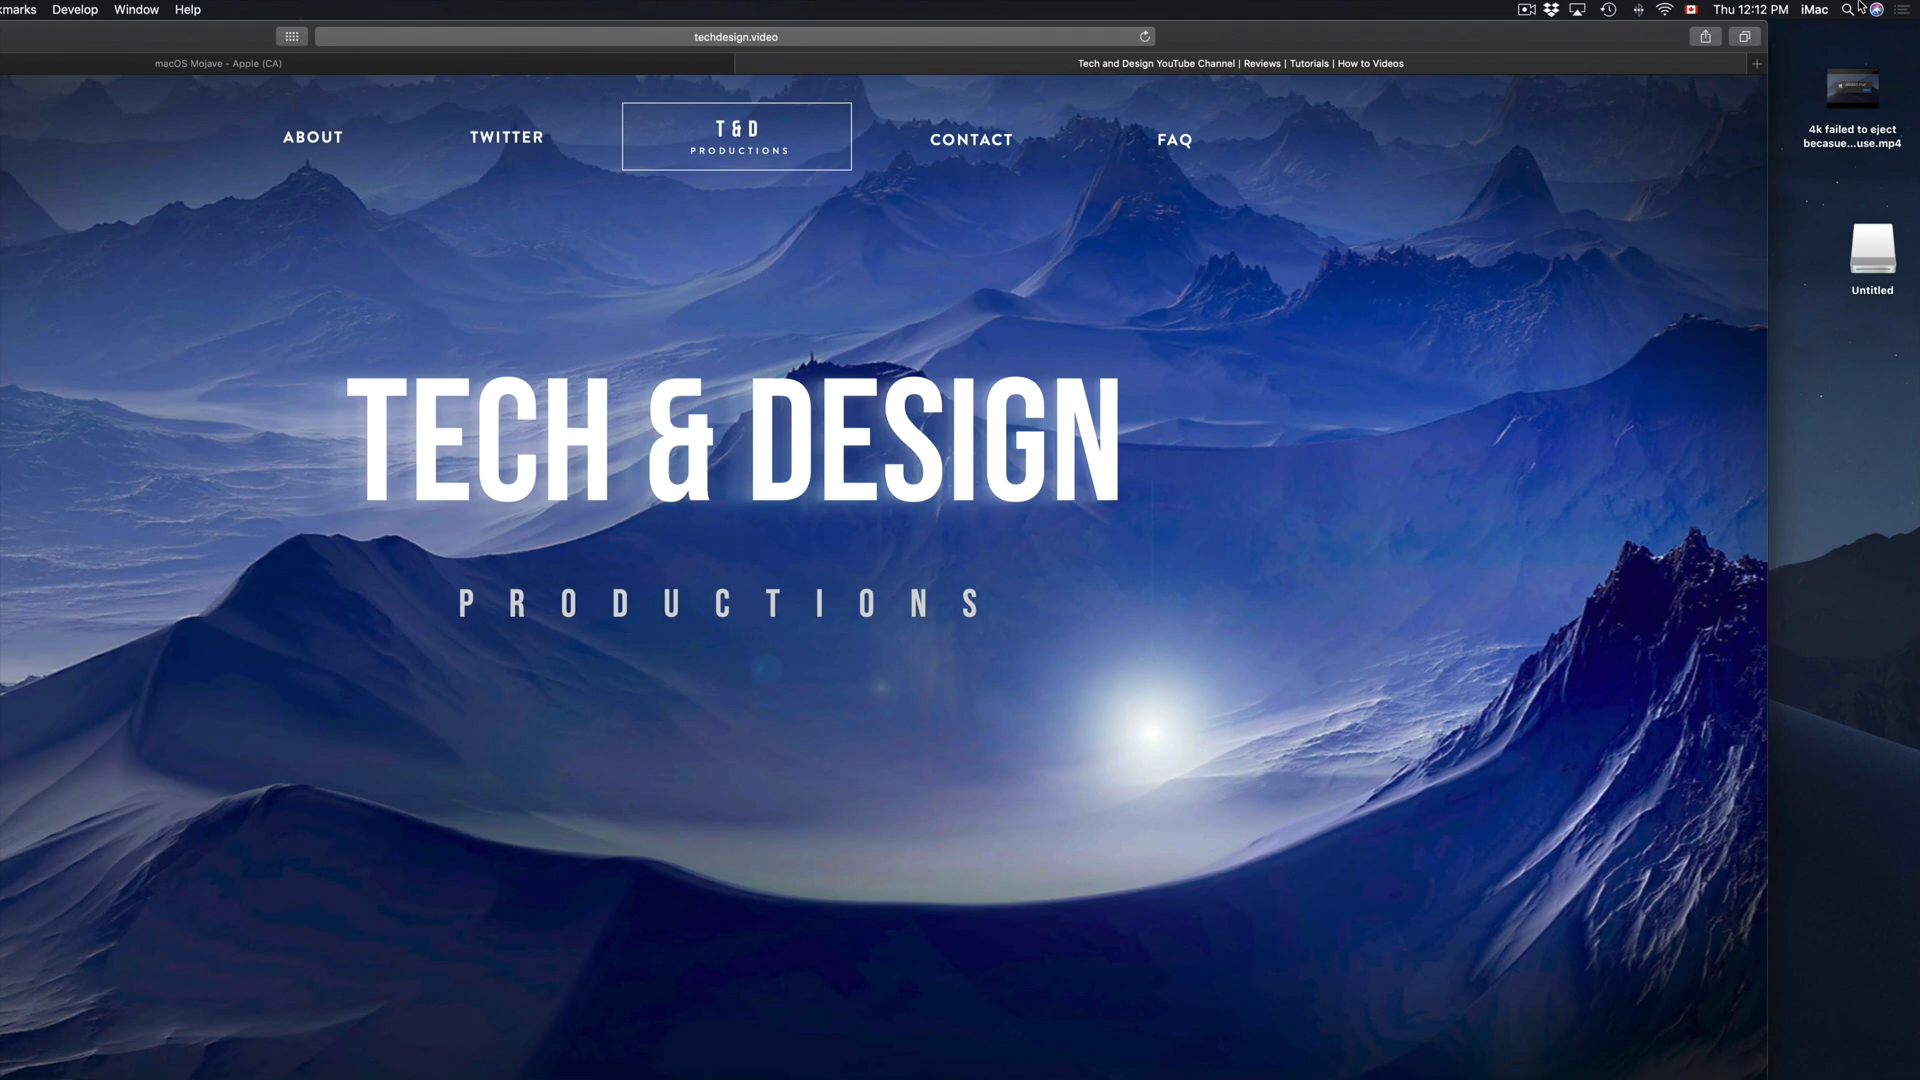 kmarks Develop Window Help Thu 12:12 PM iMac
techdesign.video
macOS Mojave - Apple (CA) Tech and Design YouTube Channel | Reviews | Tutorials | How to Videos
ABOUT TWITTER T&D CONTACT FAQ
PRODUCTIONS
4k failed to eject
becasue...use.mp4
Untitled
TECH & DESIGN
PRODUCTIONS